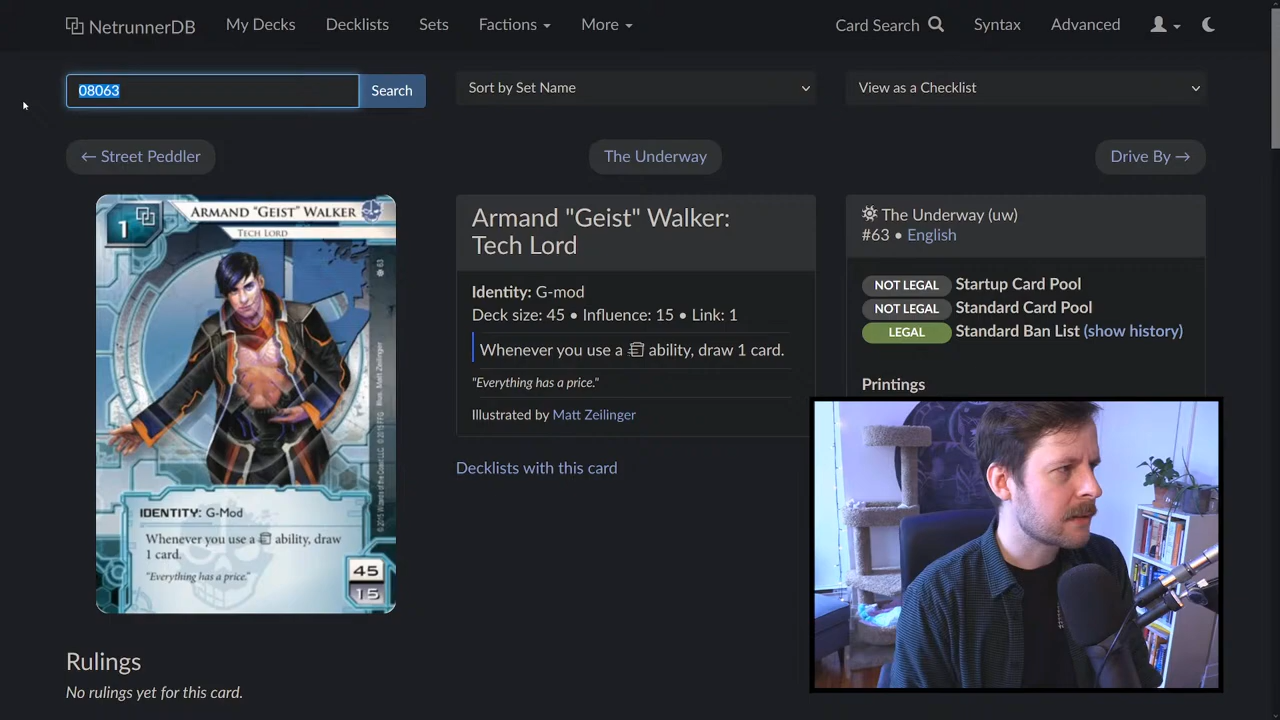 NetrunnerDB My Decks Decklists Sets Factions More Card Search Syntax Advanced
08063 Search Sort by Set Name View as a Checklist
← Street Peddler The Underway Drive By →
1
ARMAND "GEIST" WALKER
TECH LORD
63
IDENTITY: G-MOD
Whenever you use a ability, draw
1 card.
"Everything has a price."
45
15
Armand "Geist" Walker:
Tech Lord
Identity: G-mod
Deck size: 45 • Influence: 15 • Link: 1
Whenever you use a ability, draw 1 card.
"Everything has a price."
Illustrated by Matt Zeilinger
Decklists with this card
The Underway (uw)
#63 • English
NOT LEGAL Startup Card Pool
NOT LEGAL Standard Card Pool
LEGAL Standard Ban List (show history)
Printings
Rulings
No rulings yet for this card.